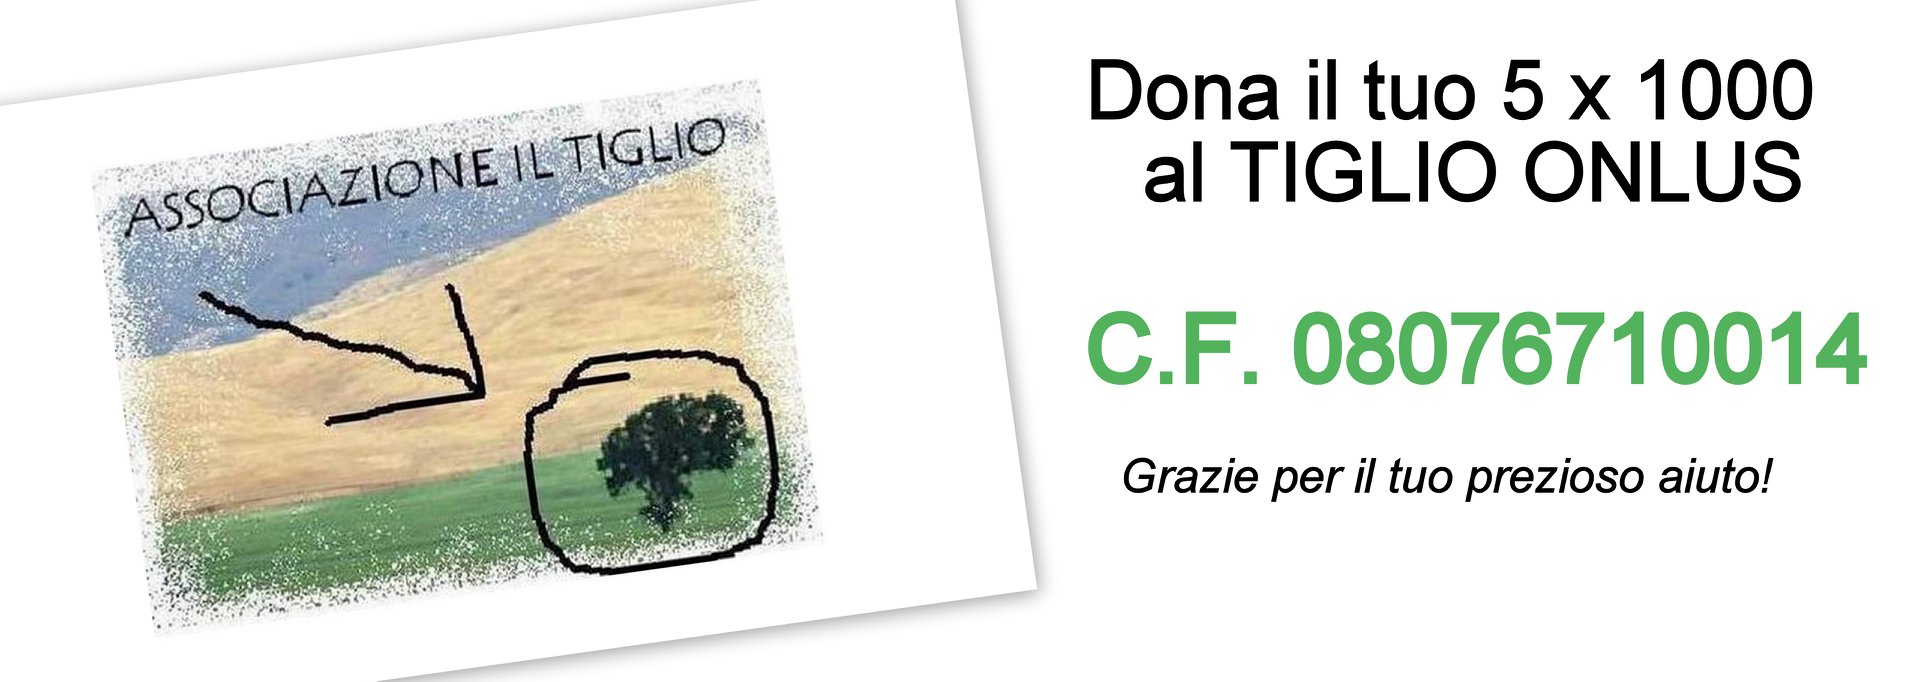 ASSOCIAZIONE IL TIGLIO
Dona il tuo 5 x 1000
al TIGLIO ONLUS
C.F. 08076710014
Grazie per il tuo prezioso aiuto!